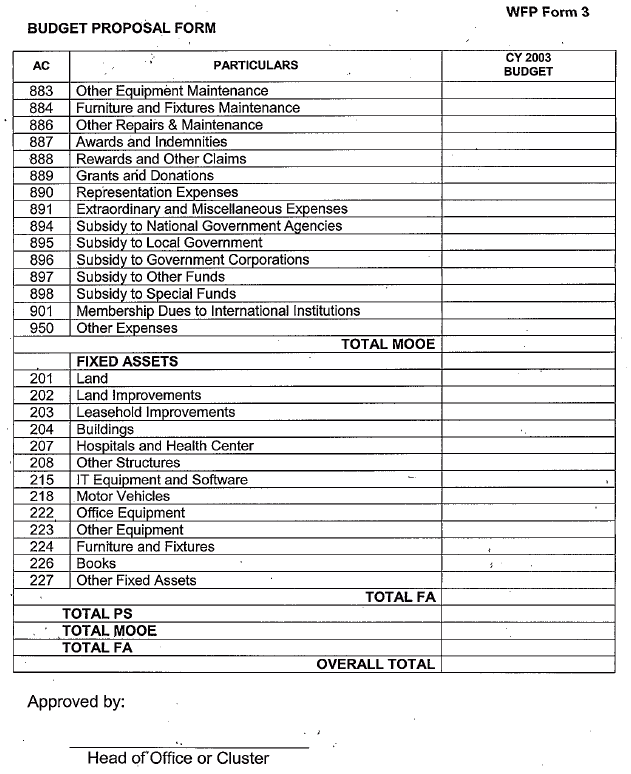 WFP Form 3
BUDGET PROPOSAL FORM
AC PARTICULARS CY 2003 BUDGET
883 Other Equipment Maintenance
884 Furniture and Fixtures Maintenance
886 Other Repairs & Maintenance
887 Awards and Indemnities
888 Rewards and Other Claims
889 Grants and Donations
890 Representation Expenses
891 Extraordinary and Miscellaneous Expenses
894 Subsidy to National Government Agencies
895 Subsidy to Local Government
896 Subsidy to Government Corporations
897 Subsidy to Other Funds
898 Subsidy to Special Funds
901 Membership Dues to International Institutions
950 Other Expenses
TOTAL MOOE
FIXED ASSETS
201 Land
202 Land Improvements
203 Leasehold Improvements
204 Buildings
207 Hospitals and Health Center
208 Other Structures
215 IT Equipment and Software
218 Motor Vehicles
222 Office Equipment
223 Other Equipment
224 Furniture and Fixtures
226 Books
227 Other Fixed Assets
TOTAL FA
TOTAL PS
TOTAL MOOE
TOTAL FA
OVERALL TOTAL
Approved by:
Head of Office or Cluster